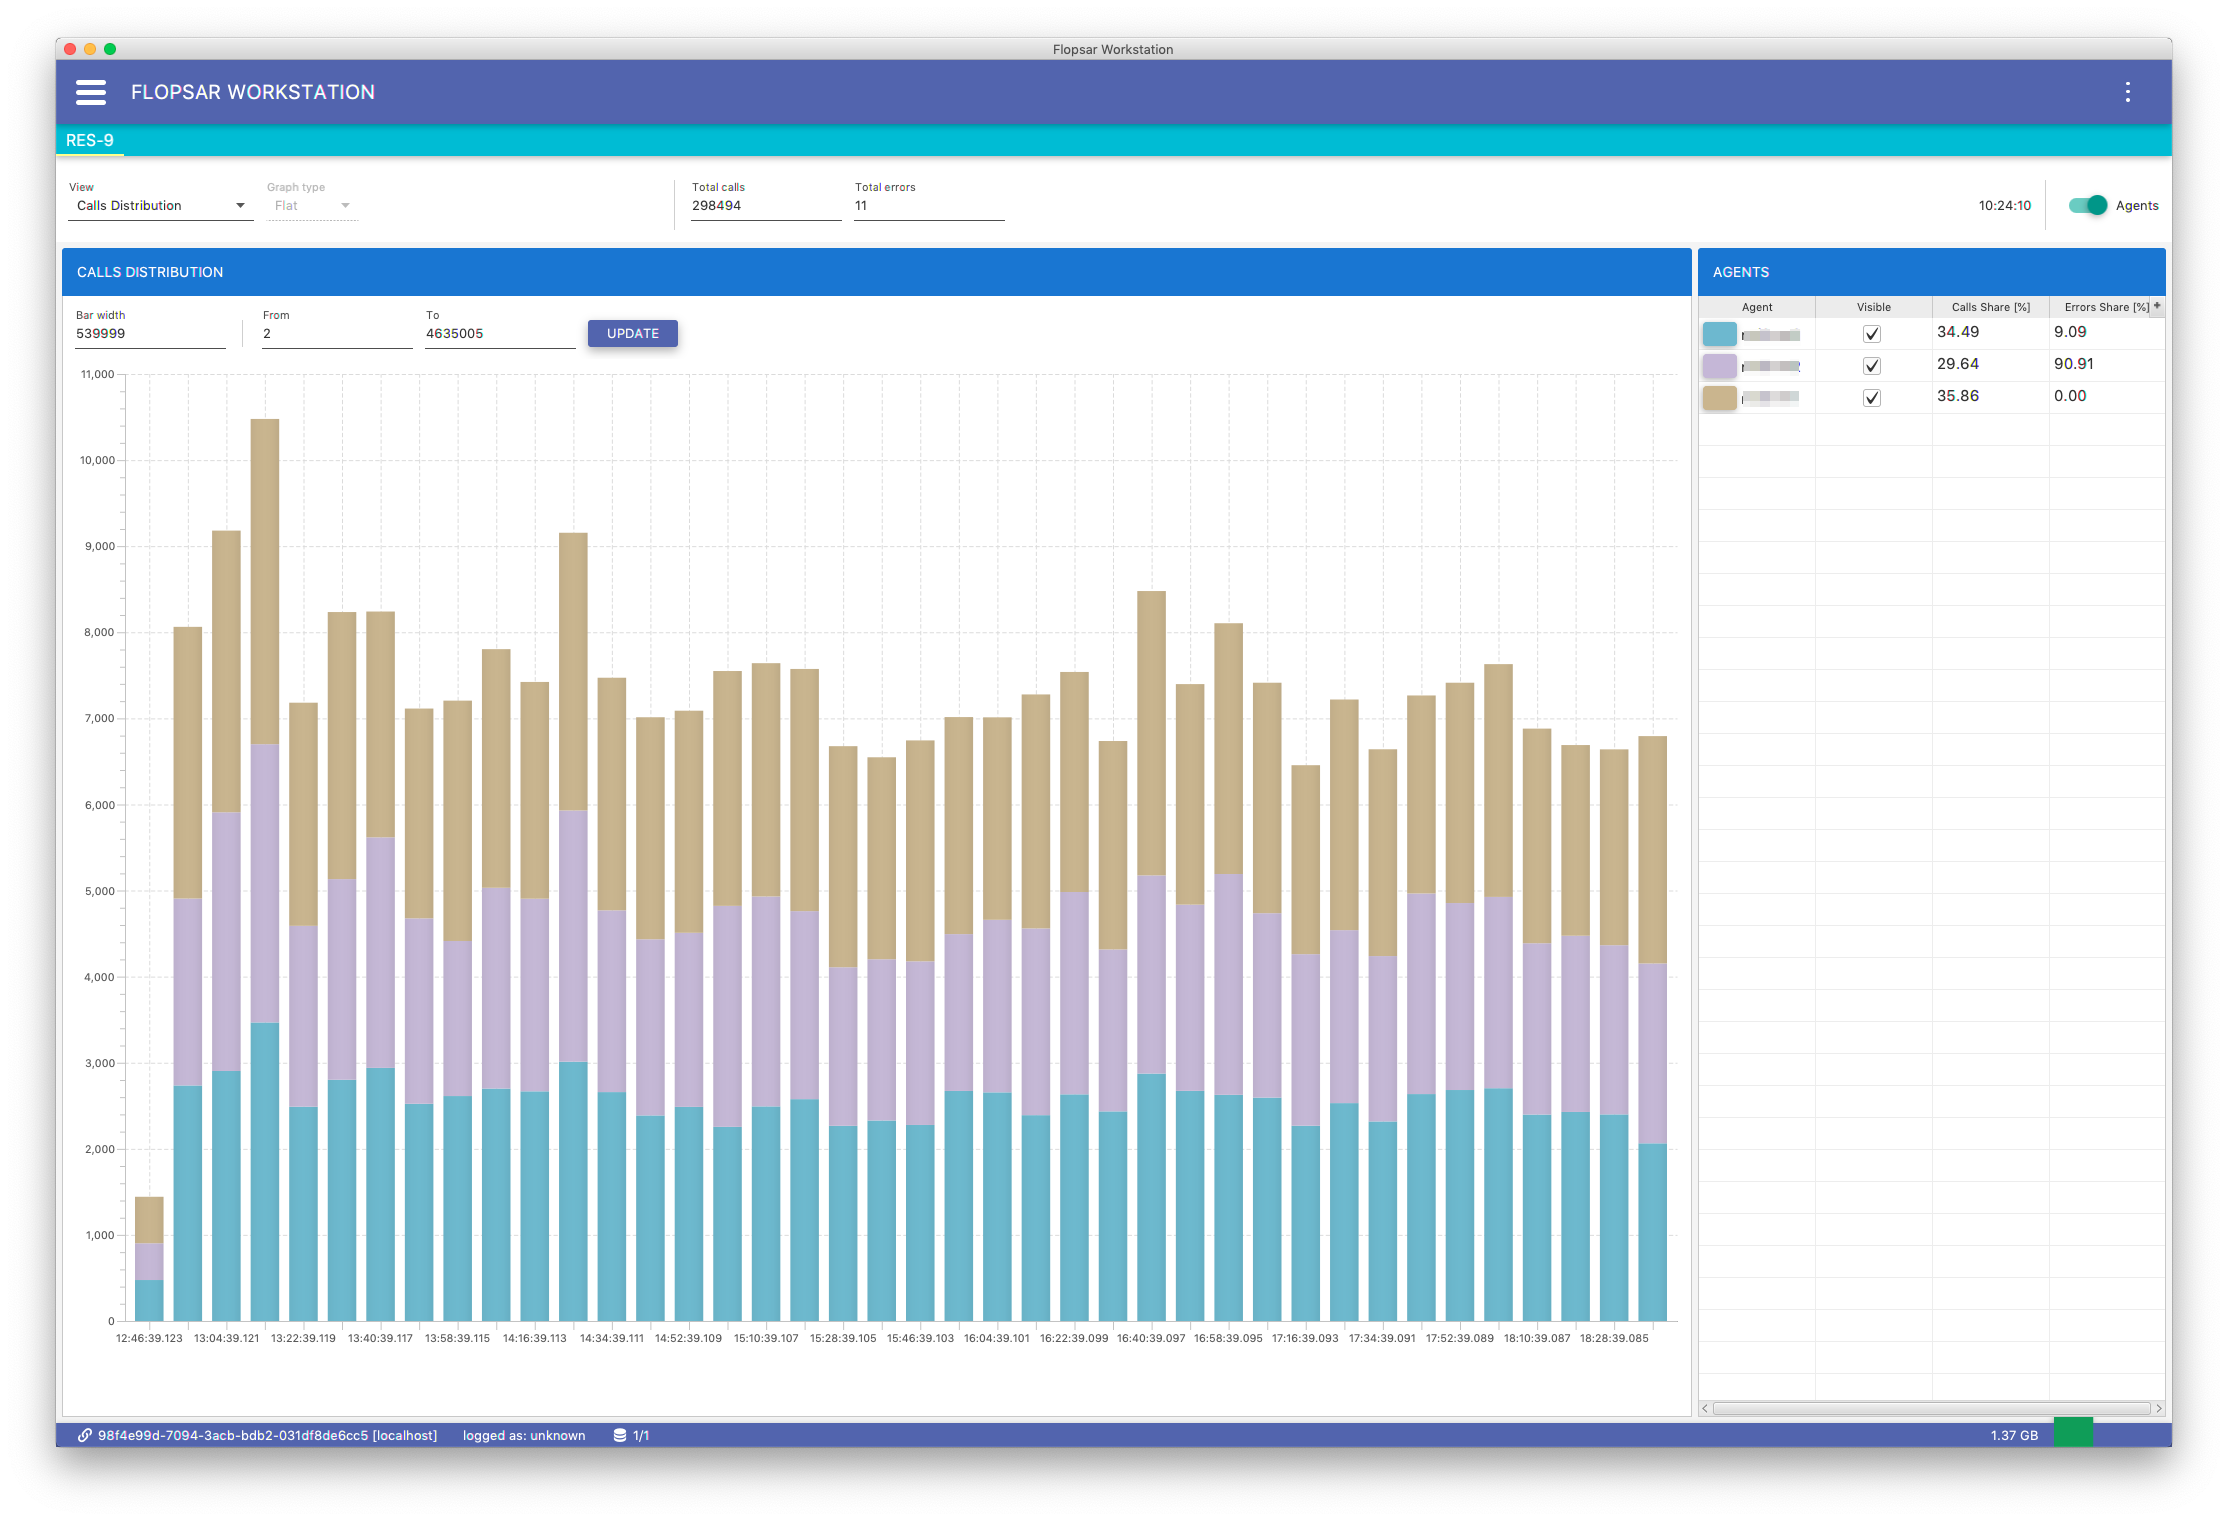 Flopsar Workstation
FLOPSAR WORKSTATION
RES-9
View
Calls Distribution
Graph type
Flat
Total calls
298494
Total errors
11
10:24:10
Agents
CALLS DISTRIBUTION
Bar width
539999
From
2
To
4635005
UPDATE
11,000
10,000
9,000
8,000
7,000
6,000
5,000
4,000
3,000
2,000
1,000
0
12:46:39.123 13:04:39.121 13:22:39.119 13:40:39.117 13:58:39.115 14:16:39.113 14:34:39.111 14:52:39.109 15:10:39.107 15:28:39.105 15:46:39.103 16:04:39.101 16:22:39.099 16:40:39.097 16:58:39.095 17:16:39.093 17:34:39.091 17:52:39.089 18:10:39.087 18:28:39.085
AGENTS
Agent Visible Calls Share [%] Errors Share [%] +
34.49 9.09
29.64 90.91
35.86 0.00
98f4e99d-7094-3acb-bdb2-031df8de6cc5 [localhost] logged as: unknown 1/1
1.37 GB